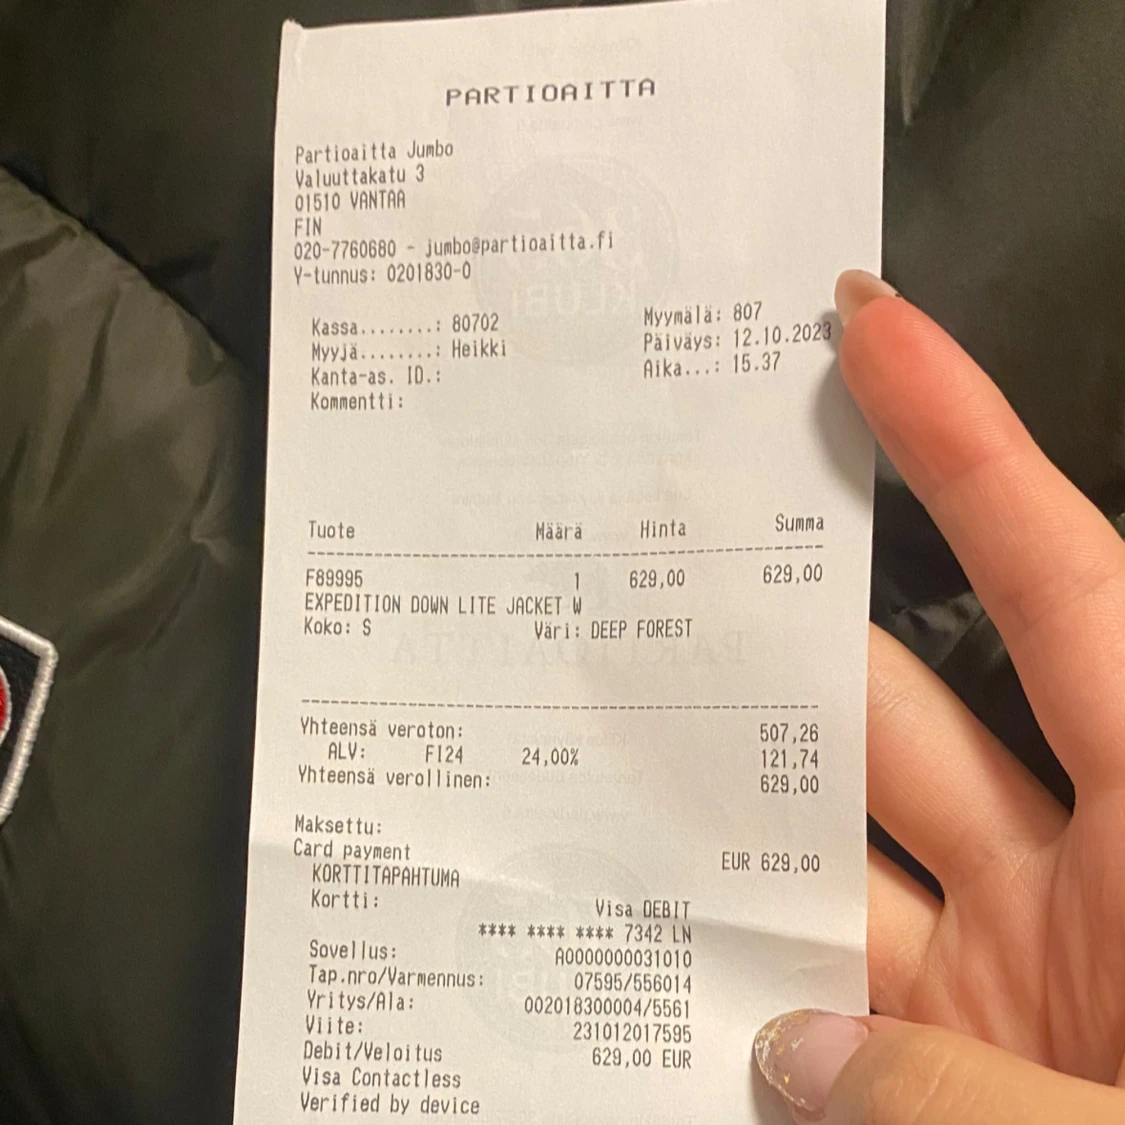 PARTIOAITTA
Partioaitta Jumbo
Valuuttakatu 3
01510 VANTAA
FIN
020-7760680 - jumbo@partioaitta.fi
Y-tunnus: 0201830-0
Kassa........: 80702 Myymälä: 807
Myyjä........: Heikki Päiväys: 12.10.2023
Kanta-as. ID.: Aika...: 15.37
Kommentti:
Tuote Määrä Hinta Summa
F89995 1 629,00 629,00
EXPEDITION DOWN LITE JACKET W
Koko: S Väri: DEEP FOREST
Yhteensä veroton: 507,26
ALV: FI24 24,00% 121,74
Yhteensä verollinen: 629,00
Maksettu:
Card payment EUR 629,00
KORTTITAPAHTUMA
Kortti: Visa DEBIT
**** **** **** 7342 LN
Sovellus: A0000000031010
Tap.nro/Varmennus: 07595/556014
Yritys/Ala: 002018300004/5561
Viite: 231012017595
Debit/Veloitus 629,00 EUR
Visa Contactless
Verified by device